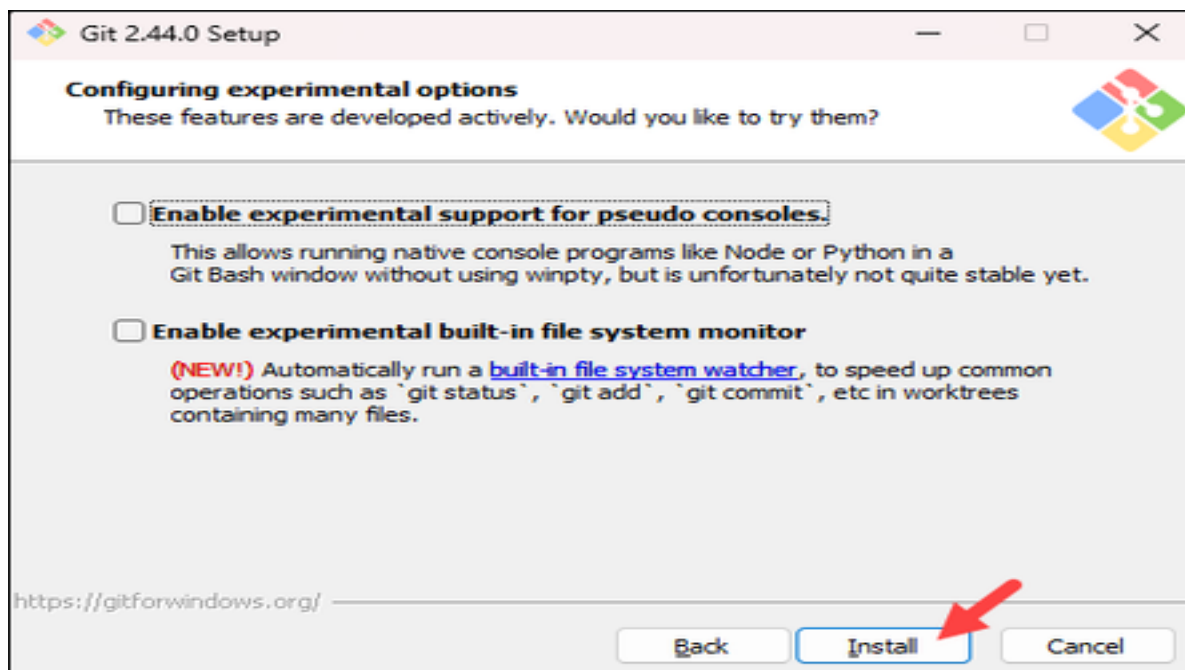 Git 2.44.0 Setup
Configuring experimental options
These features are developed actively. Would you like to try them?
Enable experimental support for pseudo consoles.
This allows running native console programs like Node or Python in a
Git Bash window without using winpty, but is unfortunately not quite stable yet.
Enable experimental built-in file system monitor
(NEW!) Automatically run a built-in file system watcher, to speed up common
operations such as `git status`, `git add`, `git commit`, etc in worktrees
containing many files.
https://gitforwindows.org/
Back Install Cancel